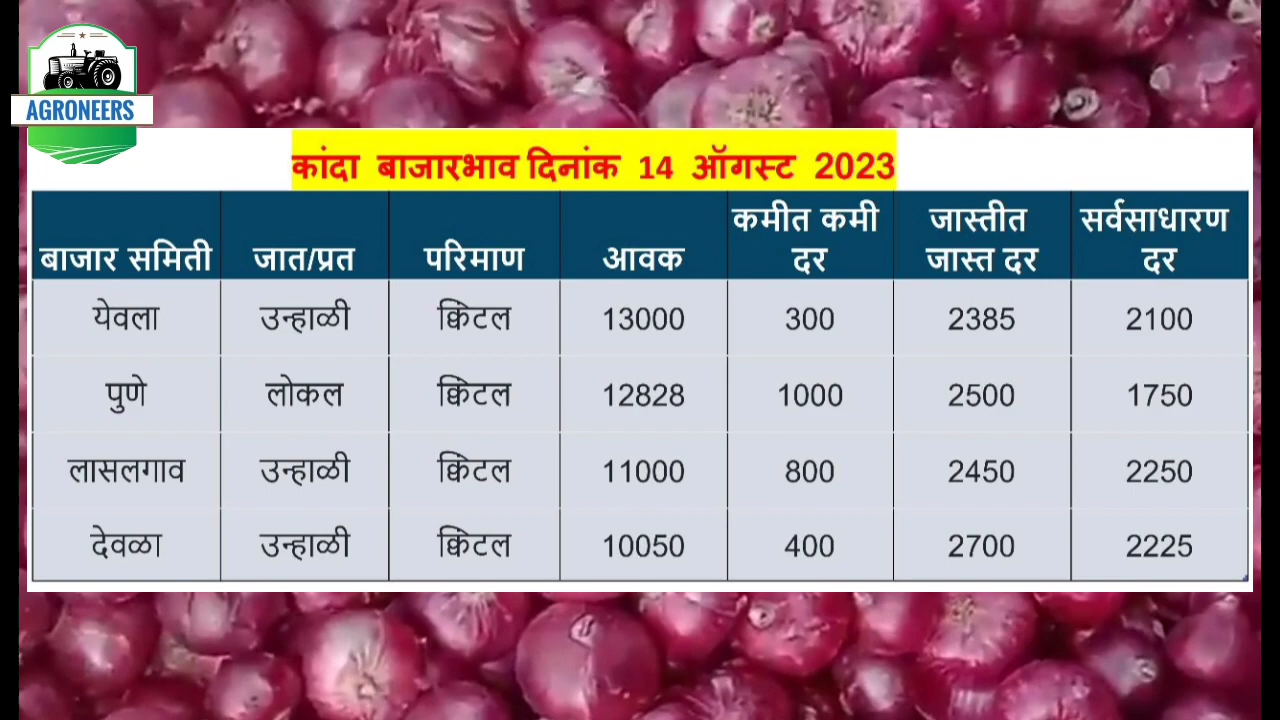 AGRONEERS
कांदा बाजारभाव दिनांक 14 ऑगस्ट 2023
बाजार समिती जात/प्रत परिमाण आवक कमीत कमी दर जास्तीत जास्त दर सर्वसाधारण दर
येवला उन्हाळी क्विंटल 13000 300 2385 2100
पुणे लोकल क्विंटल 12828 1000 2500 1750
लासलगाव उन्हाळी क्विंटल 11000 800 2450 2250
देवळा उन्हाळी क्विंटल 10050 400 2700 2225